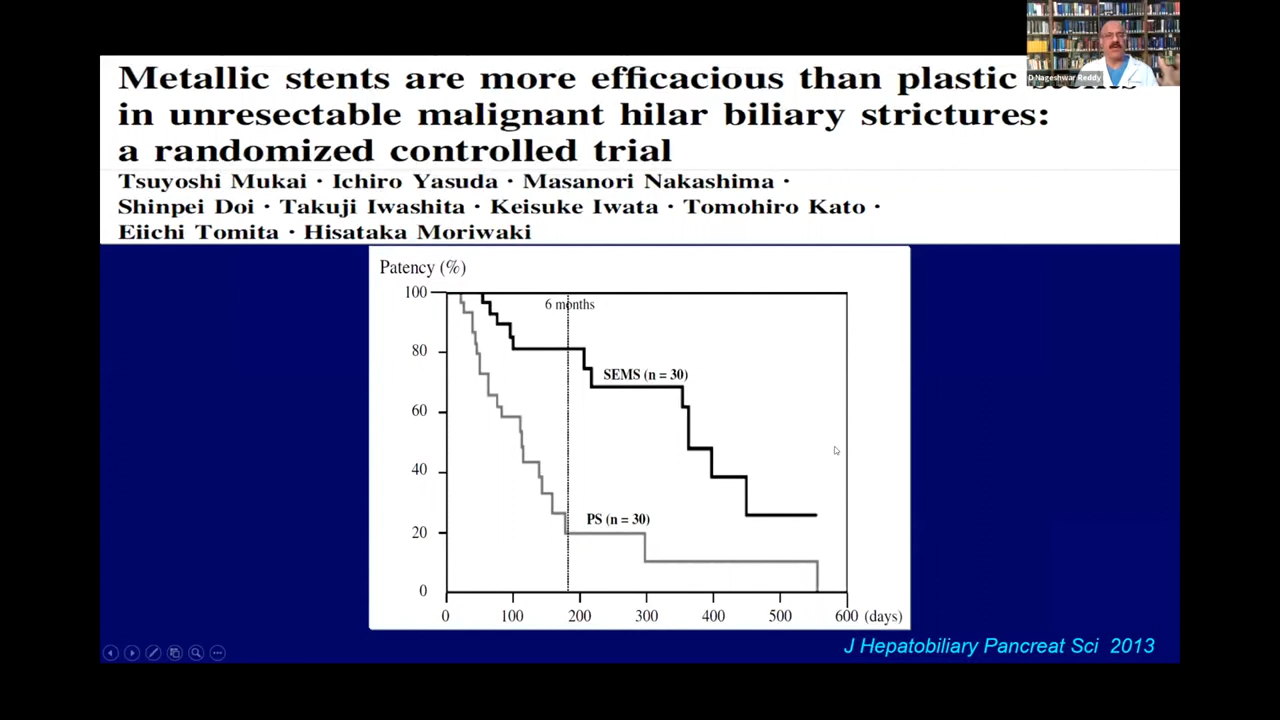 D Nageshwar Reddy
Metallic stents are more efficacious than plastic
in unresectable malignant hilar biliary strictures:
a randomized controlled trial
Tsuyoshi Mukai · Ichiro Yasuda · Masanori Nakashima ·
Shinpei Doi · Takuji Iwashita · Keisuke Iwata · Tomohiro Kato ·
Eiichi Tomita · Hisataka Moriwaki
Patency (%)
100
6 months
80
SEMS (n = 30)
60
40
PS (n = 30)
20
0
0 100 200 300 400 500 600 (days)
J Hepatobiliary Pancreat Sci 2013